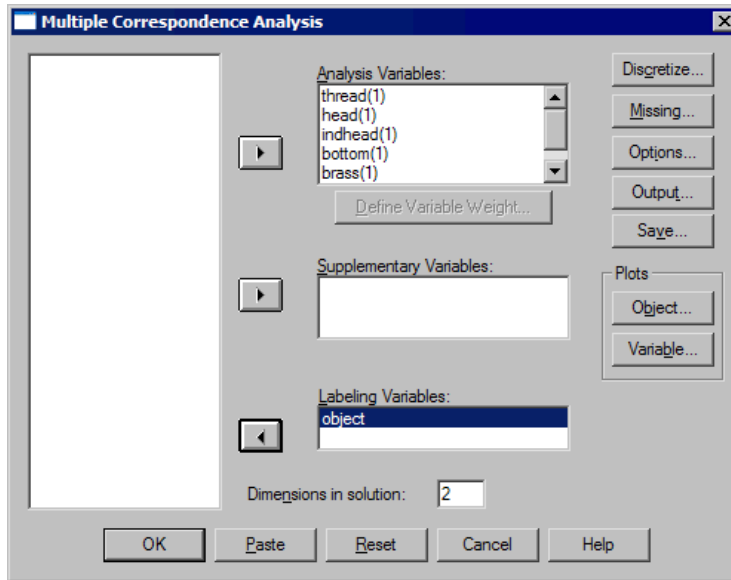 Multiple Correspondence Analysis
Analysis Variables:
thread(1)
head(1)
indhead(1)
bottom(1)
brass(1)
Define Variable Weight...
Supplementary Variables:
Labeling Variables:
object
Dimensions in solution: 2
Discretize...
Missing...
Options...
Output...
Save...
Plots
Object...
Variable...
OK Paste Reset Cancel Help